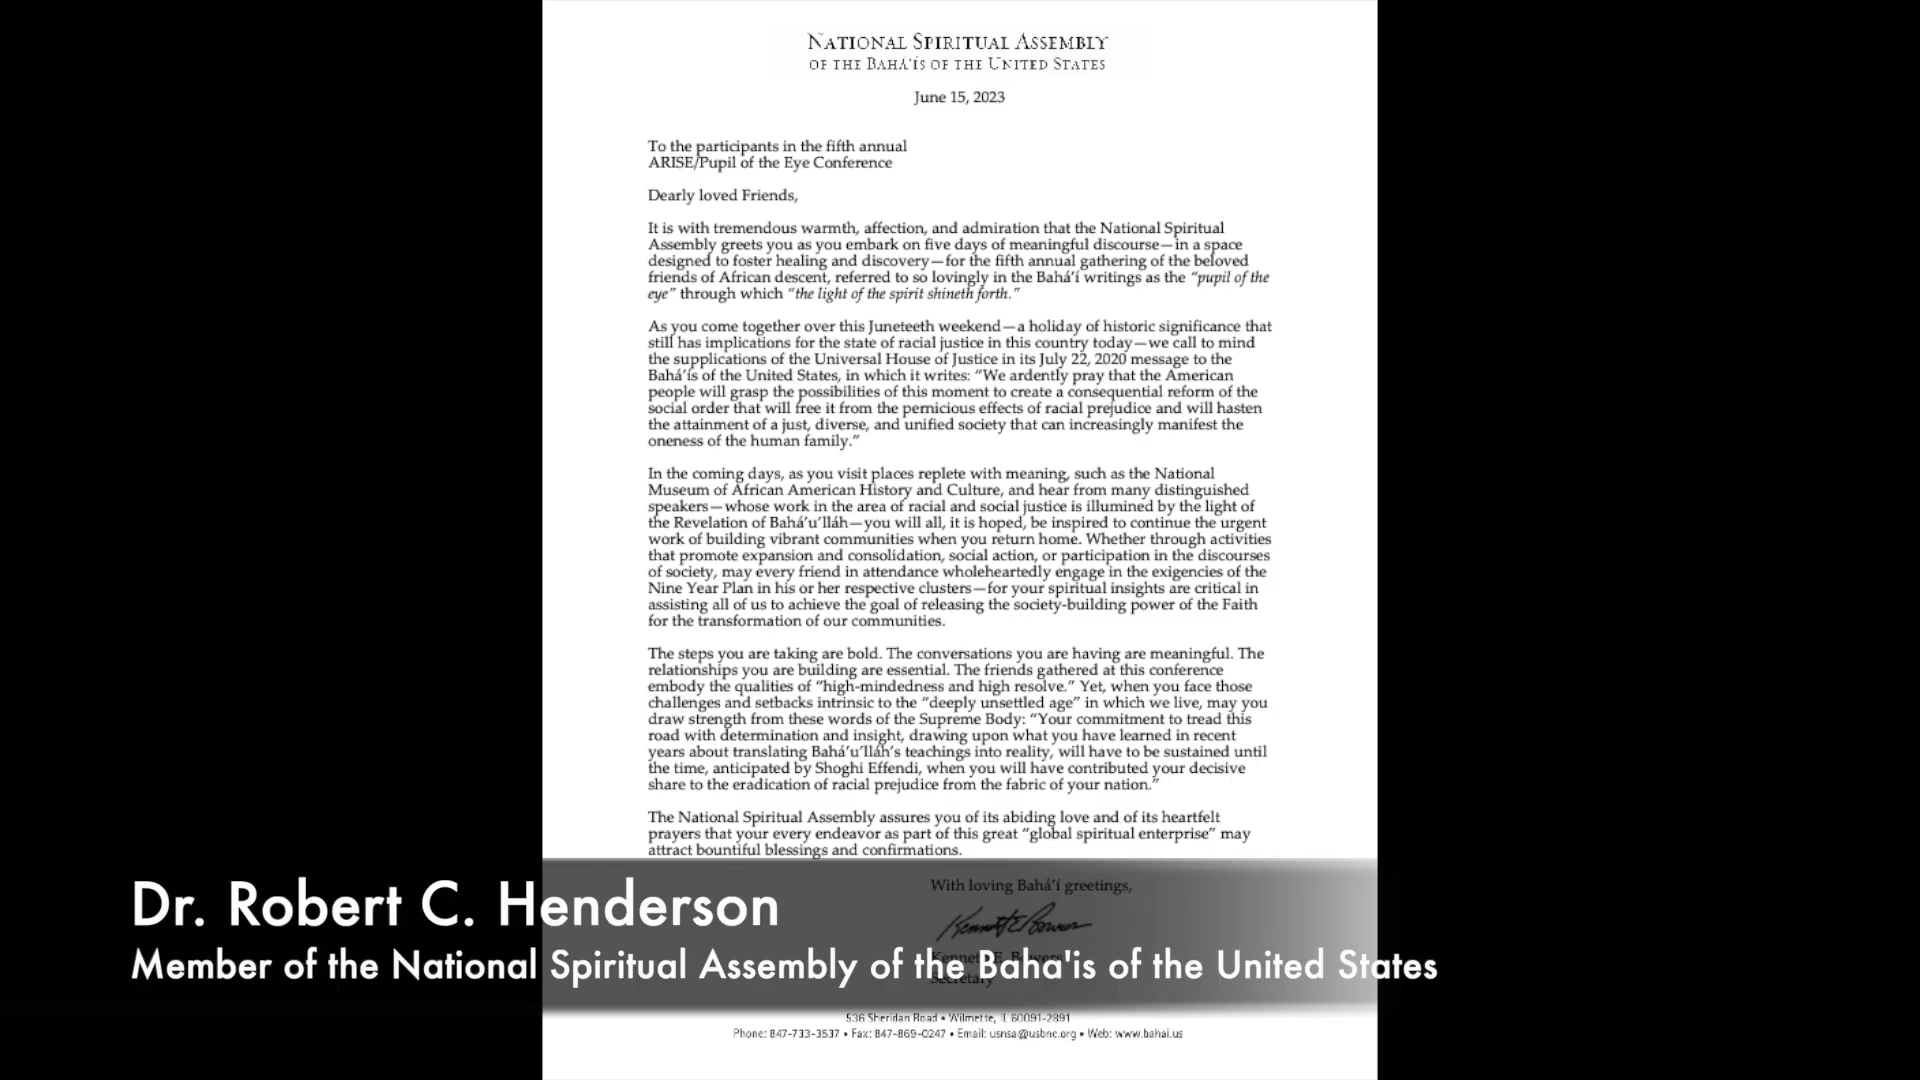 NATIONAL SPIRITUAL ASSEMBLY
OF THE BAHÁ'ÍS OF THE UNITED STATES
June 15, 2023
To the participants in the fifth annual
ARISE/Pupil of the Eye Conference
Dearly loved Friends,
It is with tremendous warmth, affection, and admiration that the National Spiritual
Assembly greets you as you embark on five days of meaningful discourse—in a space
designed to foster healing and discovery—for the fifth annual gathering of the beloved
friends of African descent, referred to so lovingly in the Bahá'í writings as the “pupil of the
eye” through which “the light of the spirit shineth forth.”
As you come together over this Juneteeth weekend—a holiday of historic significance that
still has implications for the state of racial justice in this country today—we call to mind
the supplications of the Universal House of Justice in its July 22, 2020 message to the
Bahá'ís of the United States, in which it writes: “We ardently pray that the American
people will grasp the possibilities of this moment to create a consequential reform of the
social order that will free it from the pernicious effects of racial prejudice and will hasten
the attainment of a just, diverse, and unified society that can increasingly manifest the
oneness of the human family.”
In the coming days, as you visit places replete with meaning, such as the National
Museum of African American History and Culture, and hear from many distinguished
speakers—whose work in the area of racial and social justice is illumined by the light of
the Revelation of Bahá'u'lláh—you will all, it is hoped, be inspired to continue the urgent
work of building vibrant communities when you return home. Whether through activities
that promote expansion and consolidation, social action, or participation in the discourses
of society, may every friend in attendance wholeheartedly engage in the exigencies of the
Nine Year Plan in his or her respective clusters—for your spiritual insights are critical in
assisting all of us to achieve the goal of releasing the society-building power of the Faith
for the transformation of our communities.
The steps you are taking are bold. The conversations you are having are meaningful. The
relationships you are building are essential. The friends gathered at this conference
embody the qualities of “high-mindedness and high resolve.” Yet, when you face those
challenges and setbacks intrinsic to the “deeply unsettled age” in which we live, may you
draw strength from these words of the Supreme Body: “Your commitment to tread this
road with determination and insight, drawing upon what you have learned in recent
years about translating Bahá'u'lláh's teachings into reality, will have to be sustained until
the time, anticipated by Shoghi Effendi, when you will have contributed your decisive
share to the eradication of racial prejudice from the fabric of your nation.”
The National Spiritual Assembly assures you of its abiding love and of its heartfelt
prayers that your every endeavor as part of this great “global spiritual enterprise” may
attract bountiful blessings and confirmations.
With loving Bahá'í greetings,
Kenneth E. Bowers
Kenneth E. Bowers
Secretary
Dr. Robert C. Henderson
Member of the National Spiritual Assembly of the Baha'is of the United States
536 Sheridan Road • Wilmette, IL 60091-2891
Phone: 847-733-3537 • Fax: 847-869-0247 • Email: usnsa@usbnc.org • Web: www.bahai.us